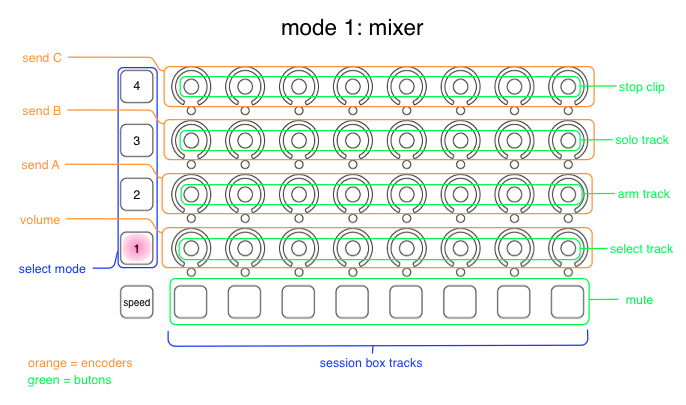 mode 1: mixer
send C
4
stop clip
send B
3
solo track
send A
2
arm track
volume
1
select track
select mode
speed
mute
session box tracks
orange = encoders
green = butons